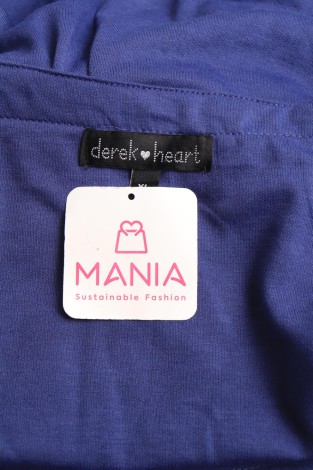 derek♥heart
XL
MANIA
Sustainable Fashion